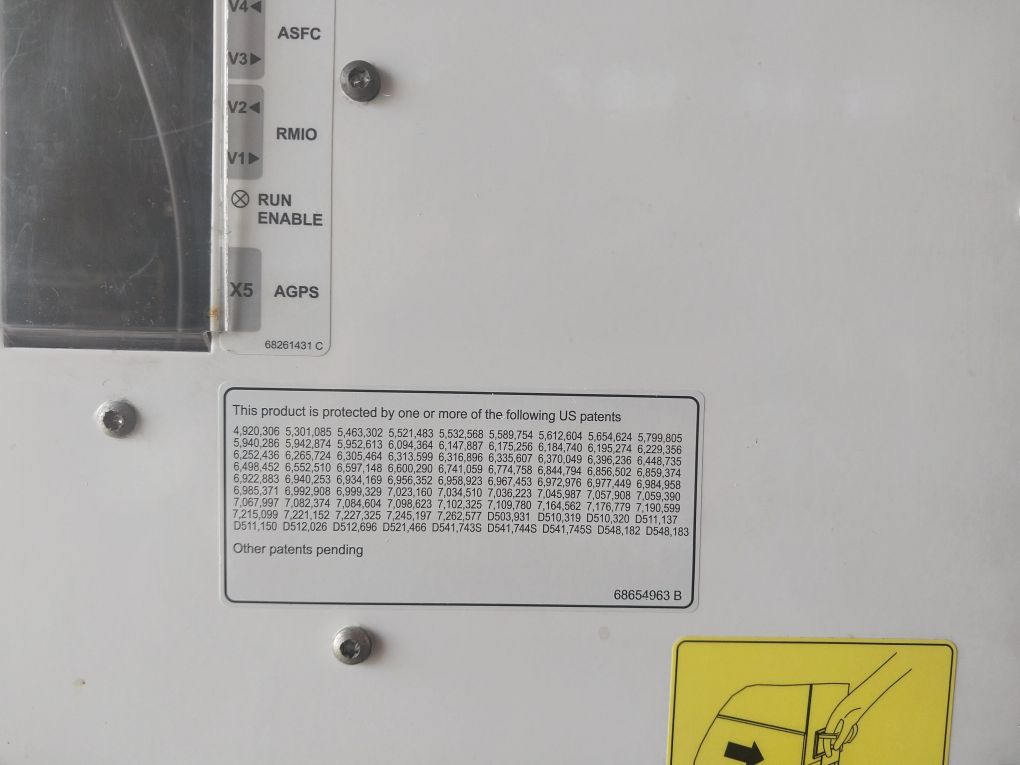 V4◀
ASFC
V3▶
V2◀
RMIO
V1▶
RUN
ENABLE
X5 AGPS
68261431 C
This product is protected by one or more of the following US patents
4,920,306 5,301,085 5,463,302 5,521,483 5,532,568 5,589,754 5,612,604 5,654,624 5,799,805
5,940,286 5,942,874 5,952,613 6,094,364 6,147,887 6,175,256 6,184,740 6,195,274 6,229,356
6,252,436 6,265,724 6,305,464 6,313,599 6,316,896 6,335,607 6,370,049 6,396,236 6,448,735
6,498,452 6,552,510 6,597,148 6,600,290 6,741,059 6,774,758 6,844,794 6,856,502 6,859,374
6,922,883 6,940,253 6,934,169 6,956,352 6,958,923 6,967,453 6,972,976 6,977,449 6,984,958
6,985,371 6,992,908 6,999,329 7,023,160 7,034,510 7,036,223 7,045,987 7,057,908 7,059,390
7,067,997 7,082,374 7,084,604 7,098,623 7,102,325 7,109,780 7,164,562 7,176,779 7,190,599
7,215,099 7,221,152 7,227,325 7,245,197 7,262,577 D503,931 D510,319 D510,320 D511,137
D511,150 D512,026 D512,696 D521,466 D541,743S D541,744S D541,745S D548,182 D548,183
Other patents pending
68654963 B